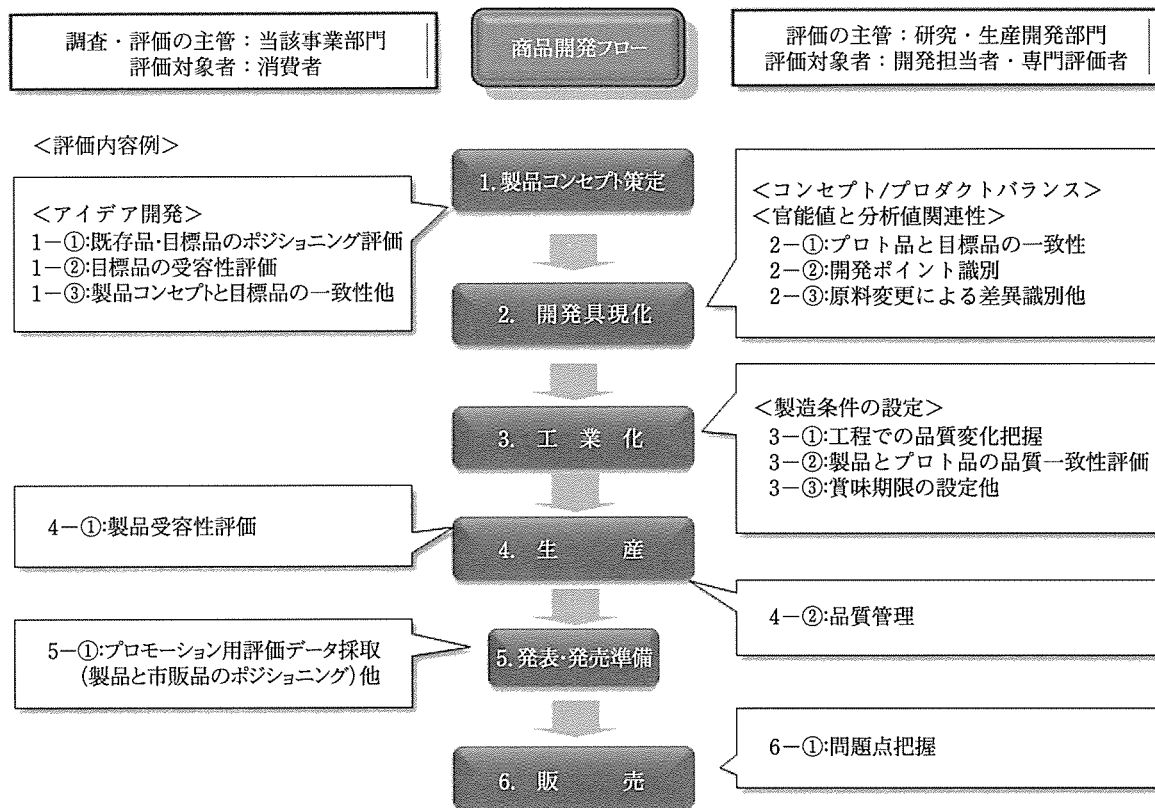 調査・評価の主管：当該事業部門
評価対象者：消費者
商品開発フロー
評価の主管：研究・生産開発部門
評価対象者：開発担当者・専門評価者
＜評価内容例＞
＜アイデア開発＞
1－①:既存品･目標品のポジショニング評価
1－②:目標品の受容性評価
1－③:製品コンセプトと目標品の一致性他
1.製品コンセプト策定
＜コンセプト/プロダクトバランス＞
＜官能値と分析値関連性＞
2－①:プロト品と目標品の一致性
2－②:開発ポイント識別
2－③:原料変更による差異識別他
2. 開発具現化
＜製造条件の設定＞
3－①:工程での品質変化把握
3－②:製品とプロト品の品質一致性評価
3－③:賞味期限の設定他
3. 工 業 化
4－①:製品受容性評価
4. 生 産
4－②:品質管理
5－①:プロモーション用評価データ採取
(製品と市販品のポジショニング)他
5.発表･発売準備
6. 販 売
6－①:問題点把握